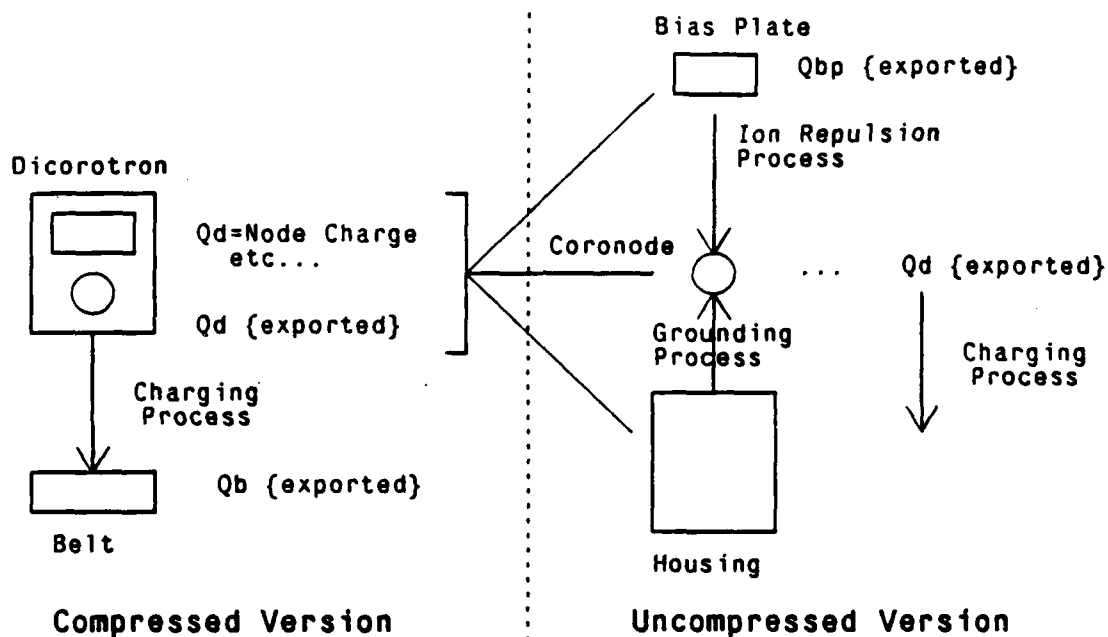 Dicorotron
Qd=Node Charge
etc...
Qd {exported}
Charging
Process
Qb {exported}
Belt
Compressed Version
Bias Plate
Qbp {exported}
Ion Repulsion
Process
Coronode
...
Qd {exported}
Grounding
Process
Charging
Process
Housing
Uncompressed Version